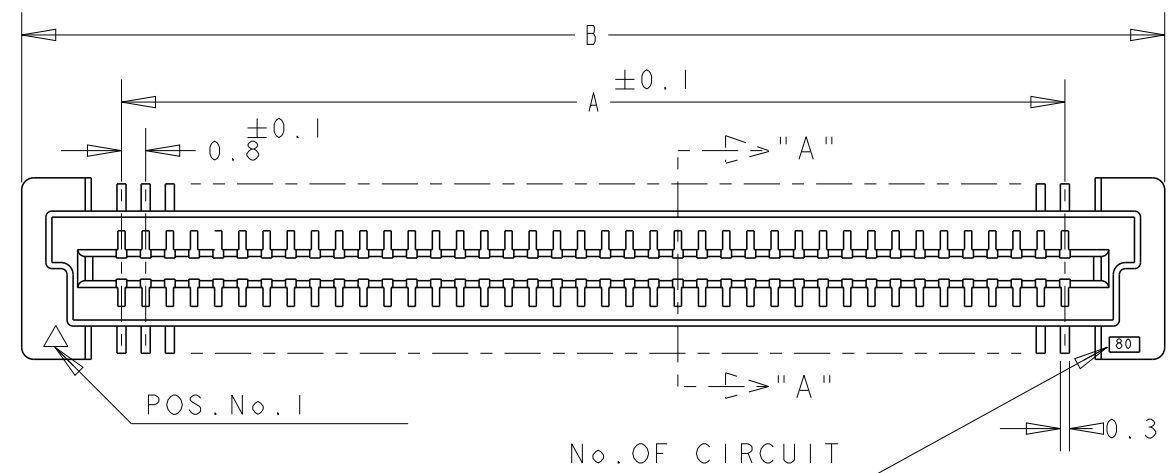 B
±0.1
A
±0.1
0.8
"A"
80
"A"
POS.No.1
0.3
No.OF CIRCUIT